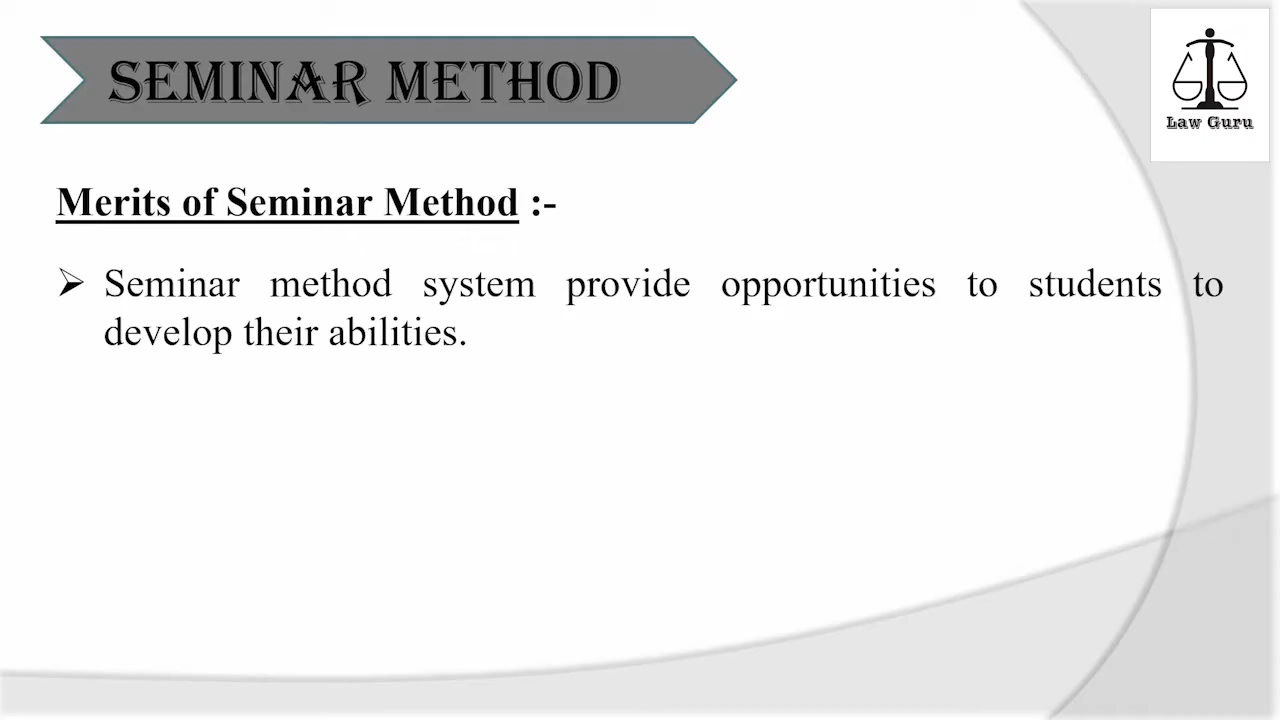 SEMINAR METHOD
Law Guru
Merits of Seminar Method :-
➢ Seminar method system provide opportunities to students to
develop their abilities.